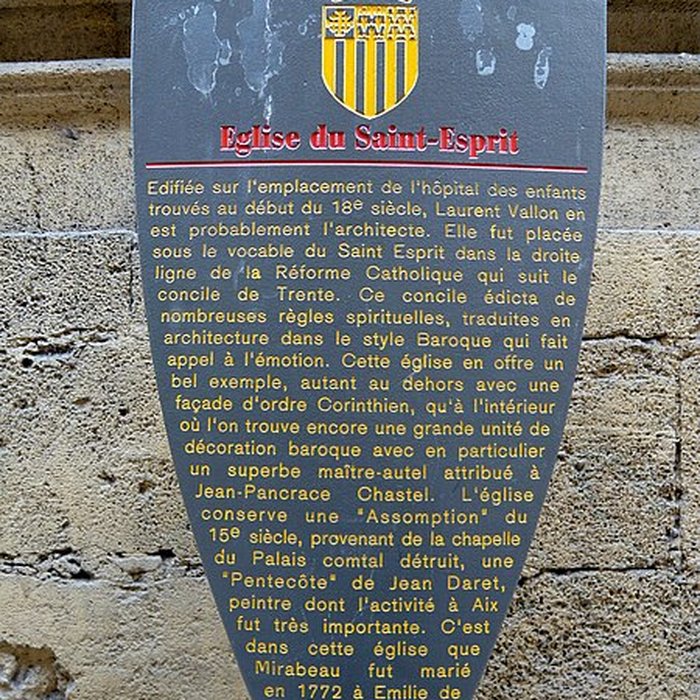 Eglise du Saint-Esprit
Edifiée sur l'emplacement de l'hôpital des enfants
trouvés au début du 18e siècle, Laurent Vallon en
est probablement l'architecte. Elle fut placée
sous le vocable du Saint Esprit dans la droite
ligne de la Réforme Catholique qui suit le
concile de Trente. Ce concile édicta de
nombreuses règles spirituelles, traduites en
architecture dans le style Baroque qui fait
appel à l'émotion. Cette église en offre un
bel exemple, autant au dehors avec une
façade d'ordre Corinthien, qu'à l'intérieur
où l'on trouve encore une grande unité de
décoration baroque avec en particulier
un superbe maître-autel attribué à
Jean-Pancrace Chastel. L'église
conserve une "Assomption" du
15e siècle, provenant de la chapelle
du Palais comtal détruit, une
"Pentecôte" de Jean Daret,
peintre dont l'activité à Aix
fut très importante. C'est
dans cette église que
Mirabeau fut marié
en 1772 à Emilie de